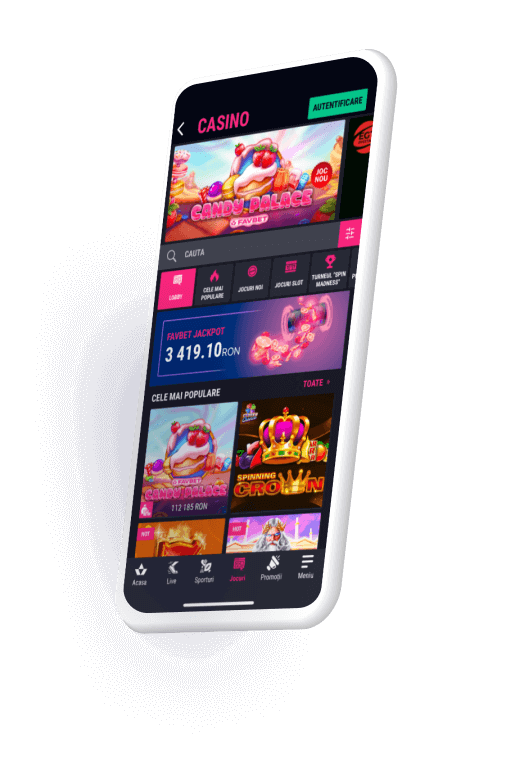 CASINO
AUTENTIFICARE
JOC
NOU
CANDY PALACE
FAVBET
CAUTA
LOBBY
CELE MAI
POPULARE
JOCURI NOI
JOCURI SLOT
TURNEUL "SPIN
MADNESS"
FAVBET JACKPOT
3 419.10 RON
CELE MAI POPULARE
TOATE
FAVBET
CANDY PALACE
112 185 RON
SPINNING
CROWN
HOT
HOT
Acasa
Live
Sporturi
Jocuri
Promoții
Meniu